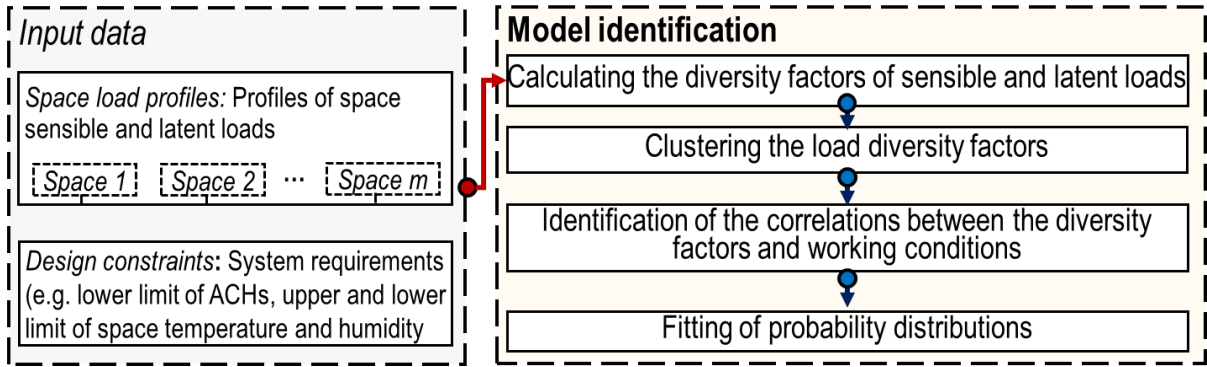 Input data
Space load profiles: Profiles of space
sensible and latent loads
Space 1 Space 2 ... Space m
Design constraints: System requirements
(e.g. lower limit of ACHs, upper and lower
limit of space temperature and humidity
Model identification
Calculating the diversity factors of sensible and latent loads
Clustering the load diversity factors
Identification of the correlations between the diversity
factors and working conditions
Fitting of probability distributions